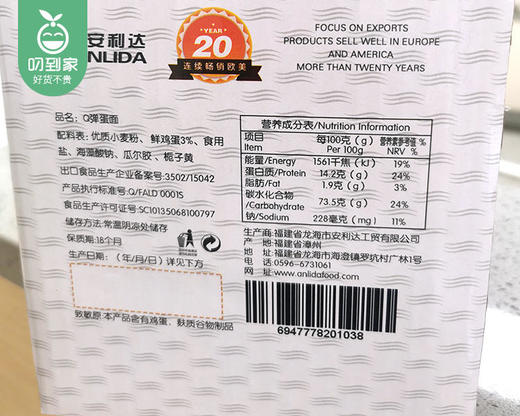 叨到家
好货不贵
安利达
ANLIDA
YEAR
20
连续畅销欧美
FOCUS ON EXPORTS
PRODUCTS SELL WELL IN EUROPE
AND AMERICA
MORE THAN TWENTY YEARS
品名：Q弹蛋面
配料表：优质小麦粉、鲜鸡蛋3%、食用
盐、海藻酸钠、瓜尔胶、栀子黄
出口食品生产企业备案号:3502/15042
产品执行标准号:Q/FALD 0001S
食品生产许可证号:SC10135068100797
储存方法：常温阴凉处储存
保质期:18个月
生产日期：（年/月/日）详见下方
致敏原:本产品含有鸡蛋、麸质谷物制品
营养成分表/Nutrition Information
项目 Item 每100克（g） Per 100g 营养素参考值 % NRV %
能量/Energy 1561千焦（kJ） 19%
蛋白质/Protein 14.2克（g） 24%
脂肪/Fat 1.9克（g） 3%
碳水化合物
/Carbohydrate 73.5克（g） 24%
钠/Sodium 228毫克（mg） 11%
生产商：福建省龙海市安利达工贸有限公司
产 地：福建省漳州
地 址：福建省龙海市海澄镇罗坑村广林1号
电 话：0596-6731061
网 址：www.anlidafood.com
6947778201038